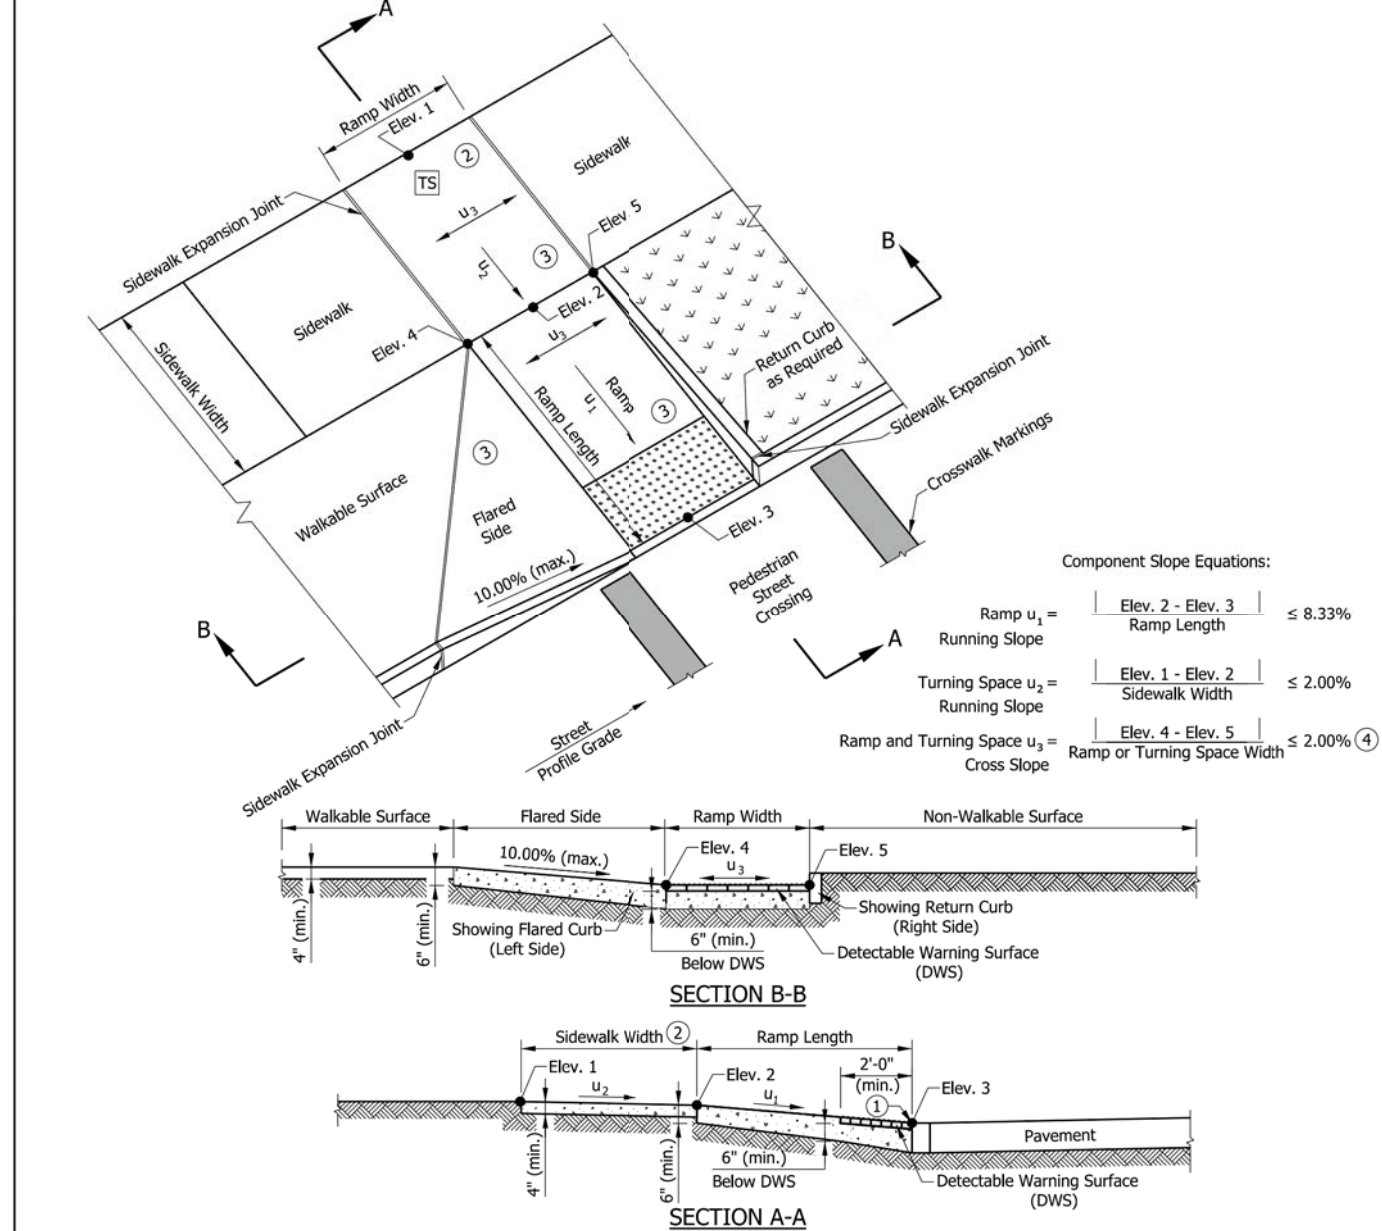 A
Ramp Width
Elev. 1
2
TS
Sidewalk
u3
Sidewalk Expansion Joint
Elev. 5
3
u2
B
Elev. 2
Sidewalk
Elev. 4
u3
Return Curb
as Required
Sidewalk Width
Ramp
u1
3
Ramp Length
Sidewalk Expansion Joint
3
Crosswalk Markings
Walkable Surface
Flared
Side
Elev. 3
10.00% (max.)
Pedestrian
Street
Crossing
B
A
Street
Profile Grade
Sidewalk Expansion Joint
Component Slope Equations:
Ramp u1 = | Elev. 2 - Elev. 3 | ≤ 8.33%
Running Slope Ramp Length
Turning Space u2 = | Elev. 1 - Elev. 2 | ≤ 2.00%
Running Slope Sidewalk Width
Ramp and Turning Space u3 = | Elev. 4 - Elev. 5 | ≤ 2.00% 4
Cross Slope Ramp or Turning Space Width
Walkable Surface Flared Side Ramp Width Non-Walkable Surface
10.00% (max.)
Elev. 4
u3
Elev. 5
4" (min.)
6" (min.)
Showing Flared Curb
(Left Side)
6" (min.)
Below DWS
Showing Return Curb
(Right Side)
Detectable Warning Surface
(DWS)
SECTION B-B
Sidewalk Width 2 Ramp Length
Elev. 1
u2
Elev. 2
u1
2'-0"
(min.)
1
Elev. 3
4" (min.)
6" (min.)
6" (min.)
Below DWS
Pavement
Detectable Warning Surface
(DWS)
SECTION A-A